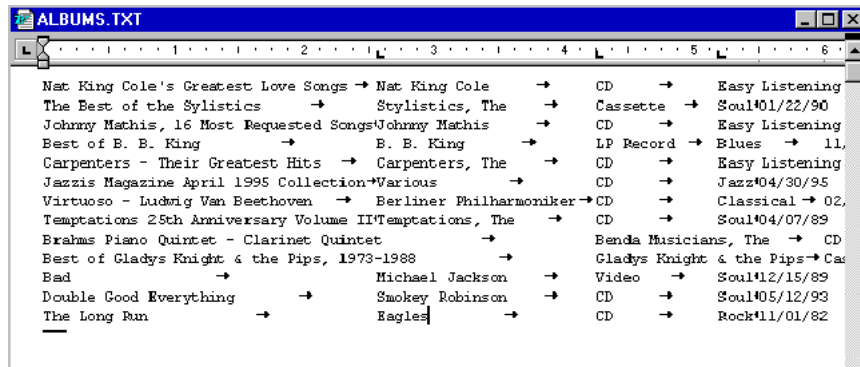 ALBUMS.TXT
1 2 3 4 5 6
Nat King Cole's Greatest Love Songs → Nat King Cole → CD → Easy Listening
The Best of the Sylistics → Stylistics, The → Cassette → Soul 01/22/90
Johnny Mathis, 16 Most Requested Songs Johnny Mathis → CD → Easy Listening
Best of B. B. King → B. B. King → LP Record → Blues → 11,
Carpenters - Their Greatest Hits → Carpenters, The → CD → Easy Listening
Jazzis Magazine April 1995 Collection → Various → CD → Jazz 04/30/95
Virtuoso - Ludwig Van Beethoven → Berliner Philharmoniker → CD → Classical → 02,
Temptations 25th Anniversary Volume II Temptations, The → CD → Soul 04/07/89
Brahms Piano Quintet - Clarinet Quintet → Benda Musicians, The → CD
Best of Gladys Knight & the Pips, 1973-1988 → Gladys Knight & the Pips → Cas
Bad → Michael Jackson → Video → Soul 12/15/89
Double Good Everything → Smokey Robinson → CD → Soul 05/12/93
The Long Run → Eagles → CD → Rock 11/01/82